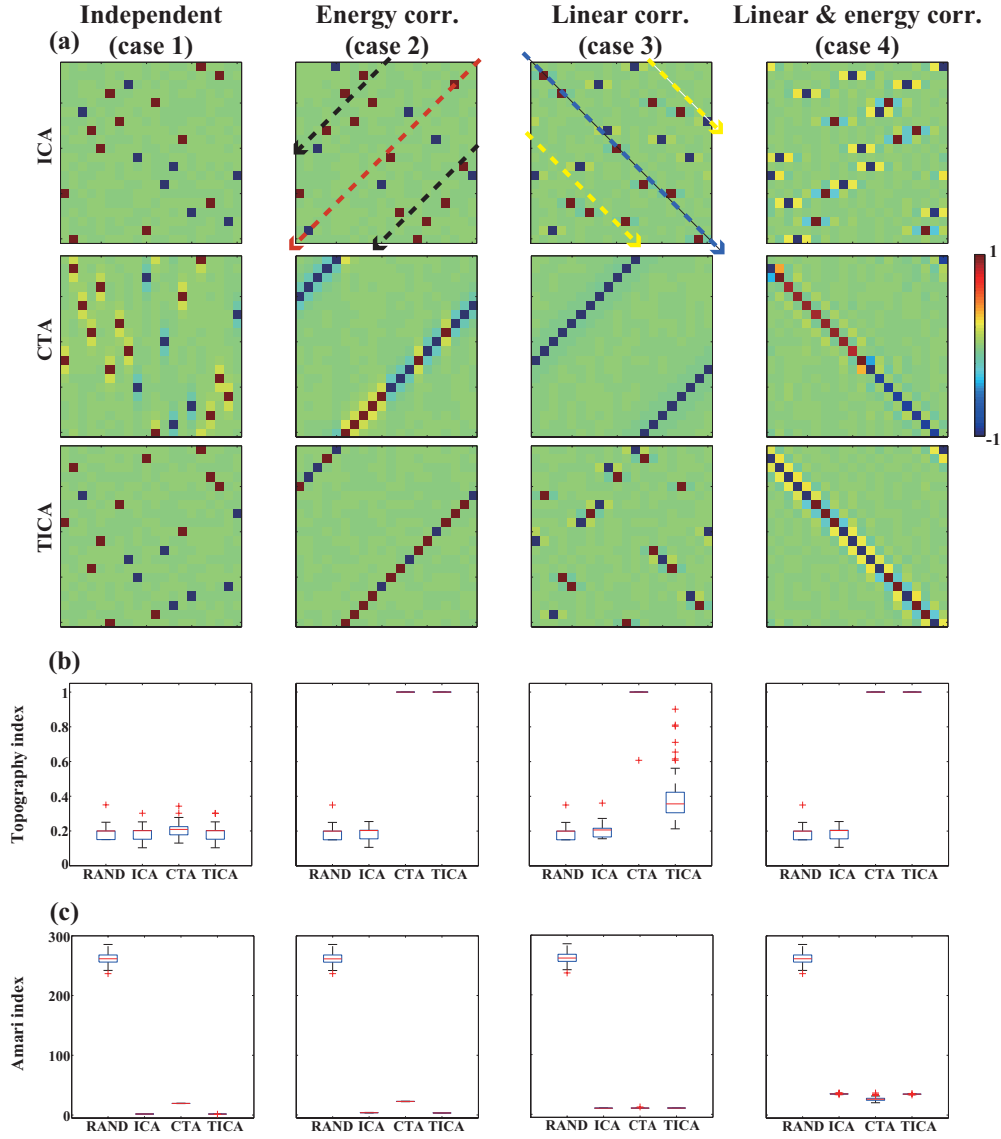 Independent
(case 1)
Energy corr.
(case 2)
Linear corr.
(case 3)
Linear & energy corr.
(case 4)
(a)
ICA
CTA
TICA
1
-1
(b)
Topography index
1
0.8
0.6
0.4
0.2
0
RAND ICA CTA TICA
RAND ICA CTA TICA
RAND ICA CTA TICA
RAND ICA CTA TICA
(c)
Amari index
300
200
100
0
RAND ICA CTA TICA
RAND ICA CTA TICA
RAND ICA CTA TICA
RAND ICA CTA TICA